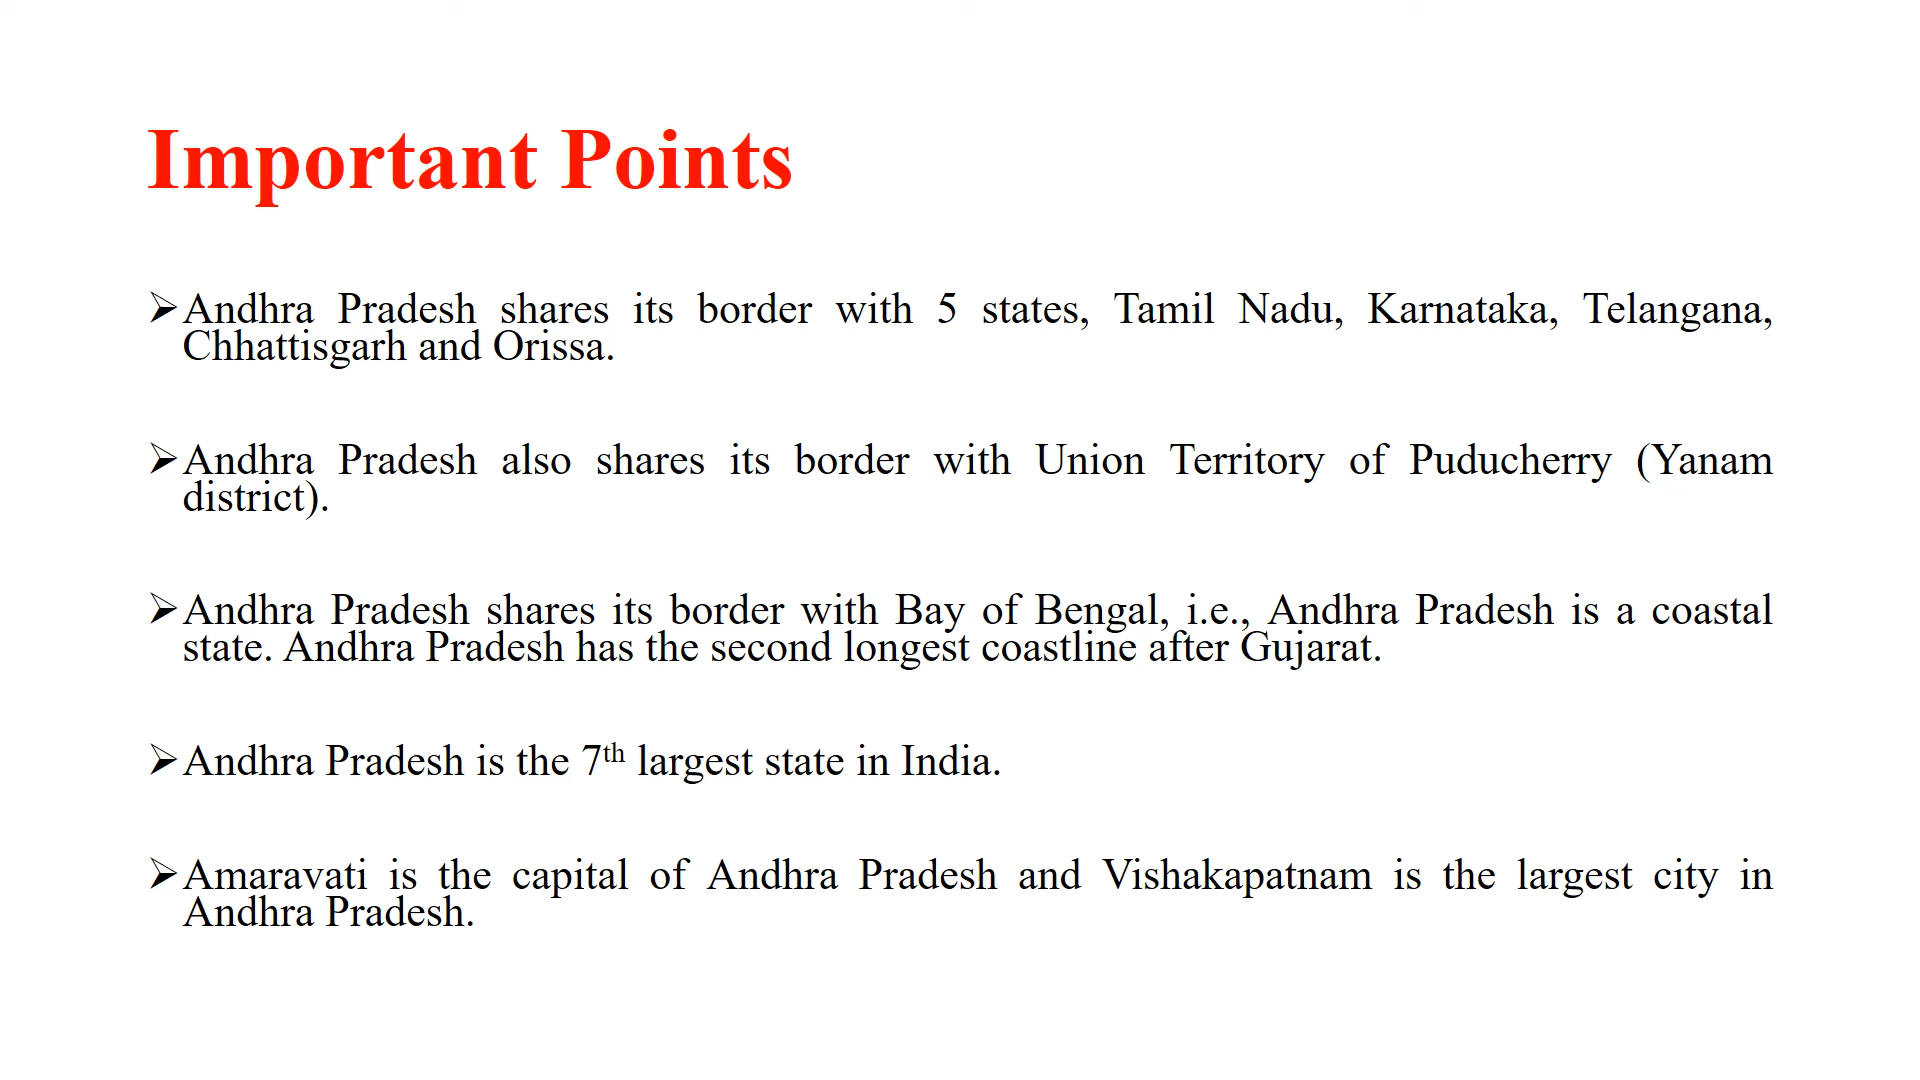 Important Points
➢Andhra Pradesh shares its border with 5 states, Tamil Nadu, Karnataka, Telangana,
Chhattisgarh and Orissa.
➢Andhra Pradesh also shares its border with Union Territory of Puducherry (Yanam
district).
➢Andhra Pradesh shares its border with Bay of Bengal, i.e., Andhra Pradesh is a coastal
state. Andhra Pradesh has the second longest coastline after Gujarat.
➢Andhra Pradesh is the 7th largest state in India.
➢Amaravati is the capital of Andhra Pradesh and Vishakapatnam is the largest city in
Andhra Pradesh.